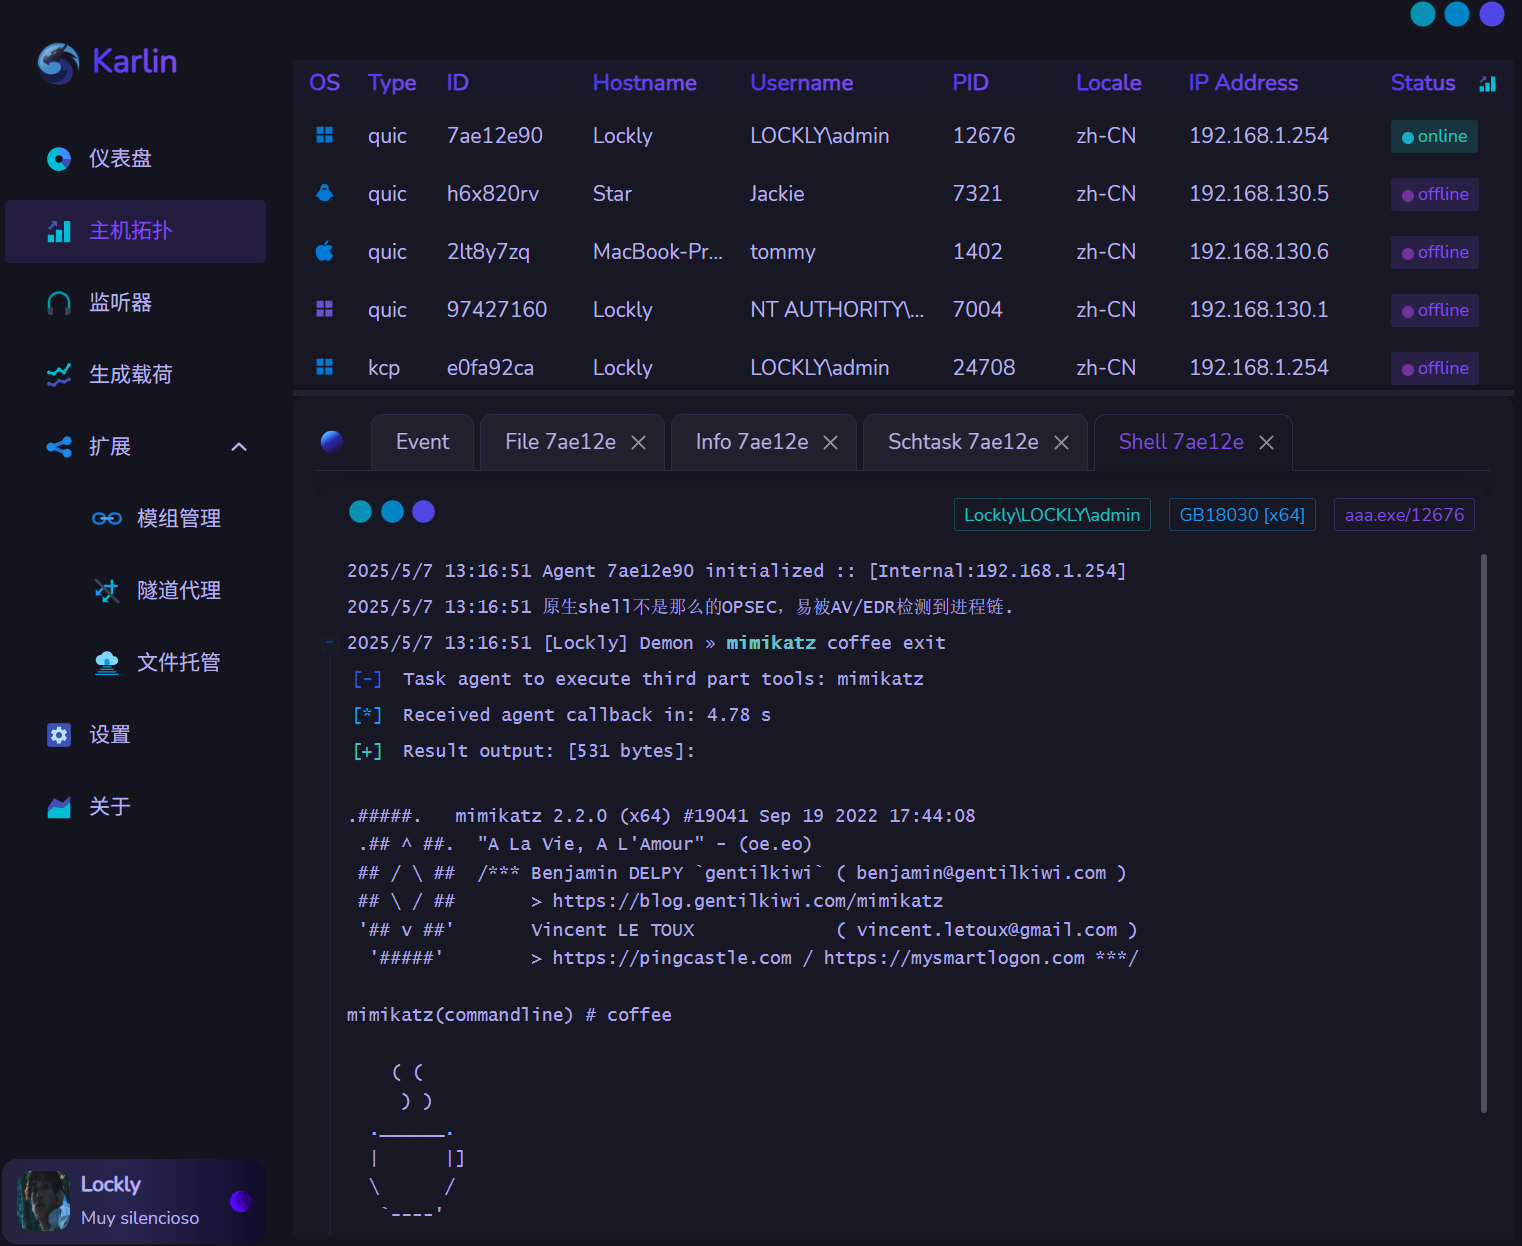 Karlin
仪表盘
主机拓扑
监听器
生成载荷
扩展
模组管理
隧道代理
文件托管
设置
关于
Lockly
Muy silencioso
OS Type ID Hostname Username PID Locale IP Address Status
quic 7ae12e90 Lockly LOCKLY\admin 12676 zh-CN 192.168.1.254 online
quic h6x820rv Star Jackie 7321 zh-CN 192.168.130.5 offline
quic 2lt8y7zq MacBook-Pr... tommy 1402 zh-CN 192.168.130.6 offline
quic 97427160 Lockly NT AUTHORITY\... 7004 zh-CN 192.168.130.1 offline
kcp e0fa92ca Lockly LOCKLY\admin 24708 zh-CN 192.168.1.254 offline
Event File 7ae12e Info 7ae12e Schtask 7ae12e Shell 7ae12e
Lockly\LOCKLY\admin GB18030 [x64] aaa.exe/12676
2025/5/7 13:16:51 Agent 7ae12e90 initialized :: [Internal:192.168.1.254]
2025/5/7 13:16:51 原生shell不是那么的OPSEC，易被AV/EDR检测到进程链.
2025/5/7 13:16:51 [Lockly] Demon » mimikatz coffee exit
[-] Task agent to execute third part tools: mimikatz
[*] Received agent callback in: 4.78 s
[+] Result output: [531 bytes]:
.#####.   mimikatz 2.2.0 (x64) #19041 Sep 19 2022 17:44:08
 .## ^ ##.  "A La Vie, A L'Amour" - (oe.eo)
 ## / \ ##  /*** Benjamin DELPY `gentilkiwi` ( benjamin@gentilkiwi.com )
 ## \ / ##       > https://blog.gentilkiwi.com/mimikatz
 '## v ##'       Vincent LE TOUX             ( vincent.letoux@gmail.com )
  '#####'        > https://pingcastle.com / https://mysmartlogon.com ***/
mimikatz(commandline) # coffee
    ( (
     ) )
  .______.
  |      |]
  \      /
   `----'